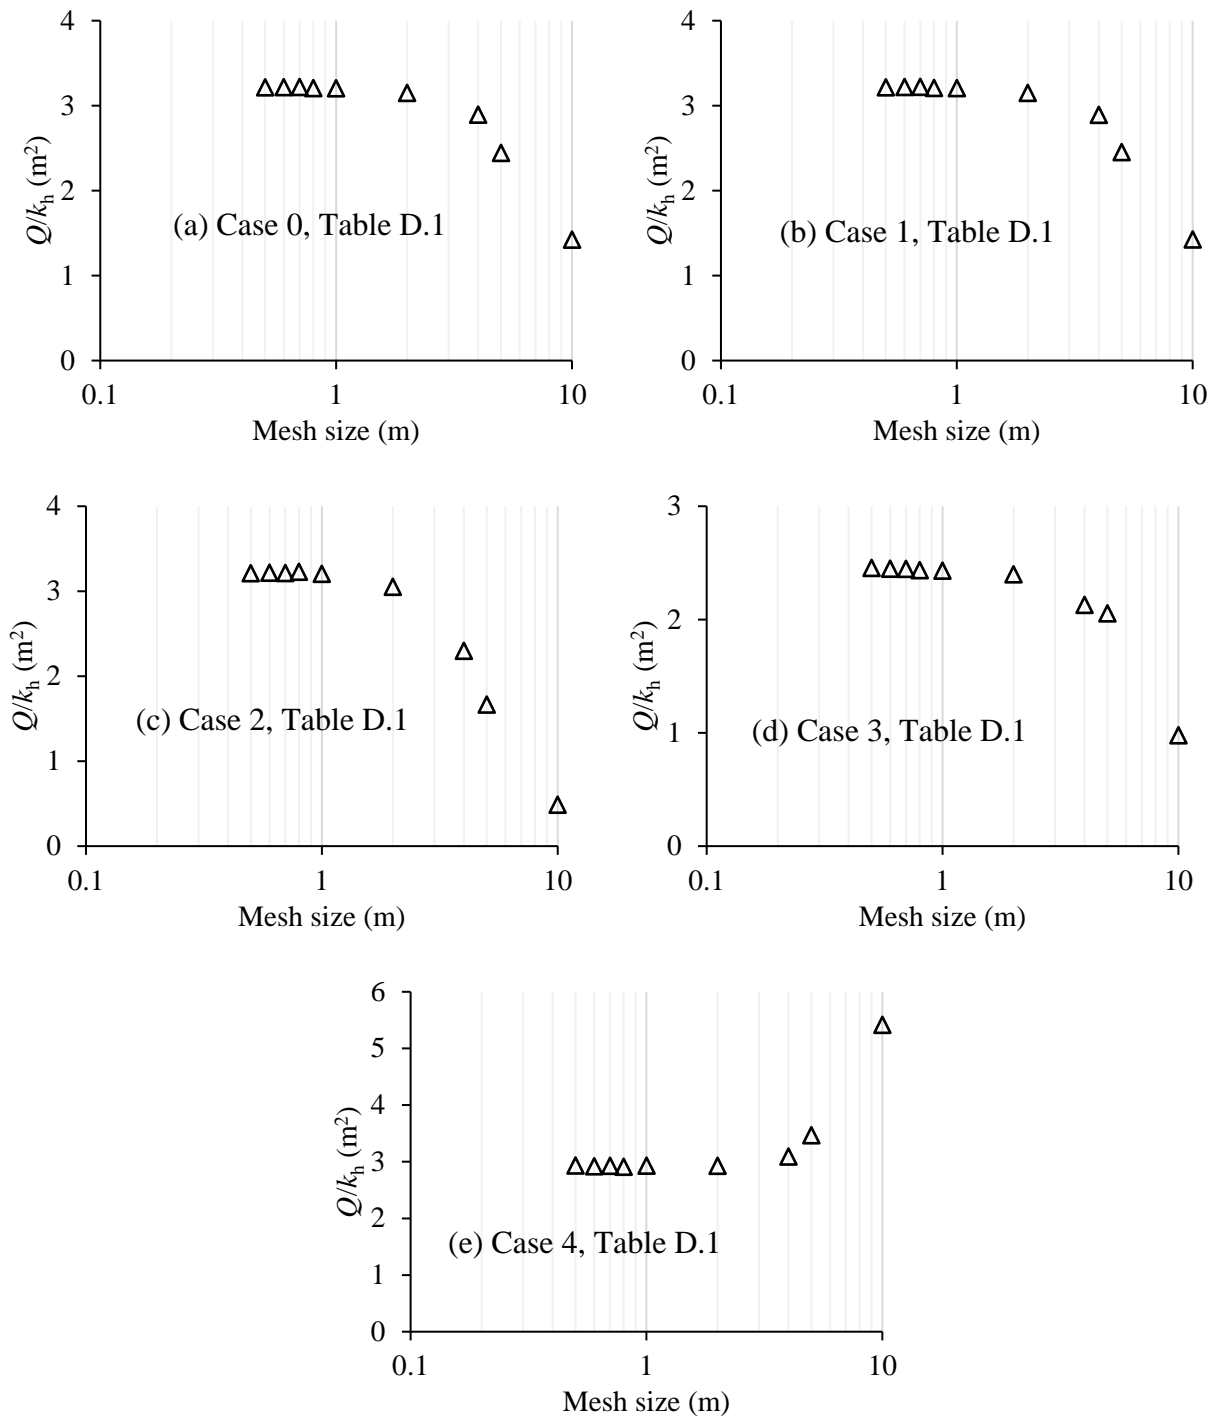 4
3
2
1
0
Q/kh (m²)
(a) Case 0, Table D.1
0.1 1 10
Mesh size (m)
4
3
2
1
0
Q/kh (m²)
(b) Case 1, Table D.1
0.1 1 10
Mesh size (m)
4
3
2
1
0
Q/kh (m²)
(c) Case 2, Table D.1
0.1 1 10
Mesh size (m)
3
2
1
0
Q/kh (m²)
(d) Case 3, Table D.1
0.1 1 10
Mesh size (m)
6
5
4
3
2
1
0
Q/kh (m²)
(e) Case 4, Table D.1
0.1 1 10
Mesh size (m)